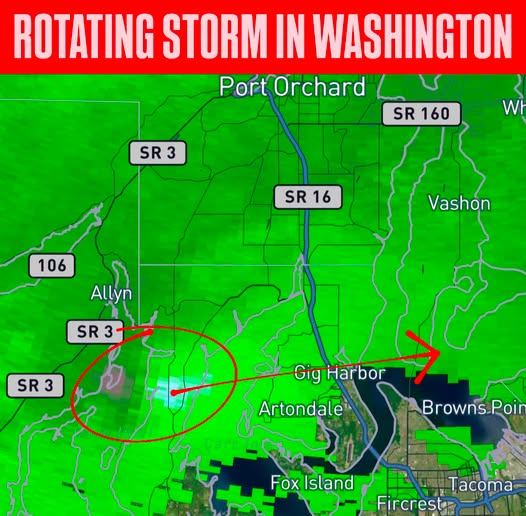 ROTATING STORM IN WASHINGTON
Port Orchard
SR 160
Wh
SR 3
SR 16
Vashon
106
Allyn
SR 3
SR 3
Gig Harbor
Artondale
Browns Poin
Fox Island
Tacoma
Fircrest